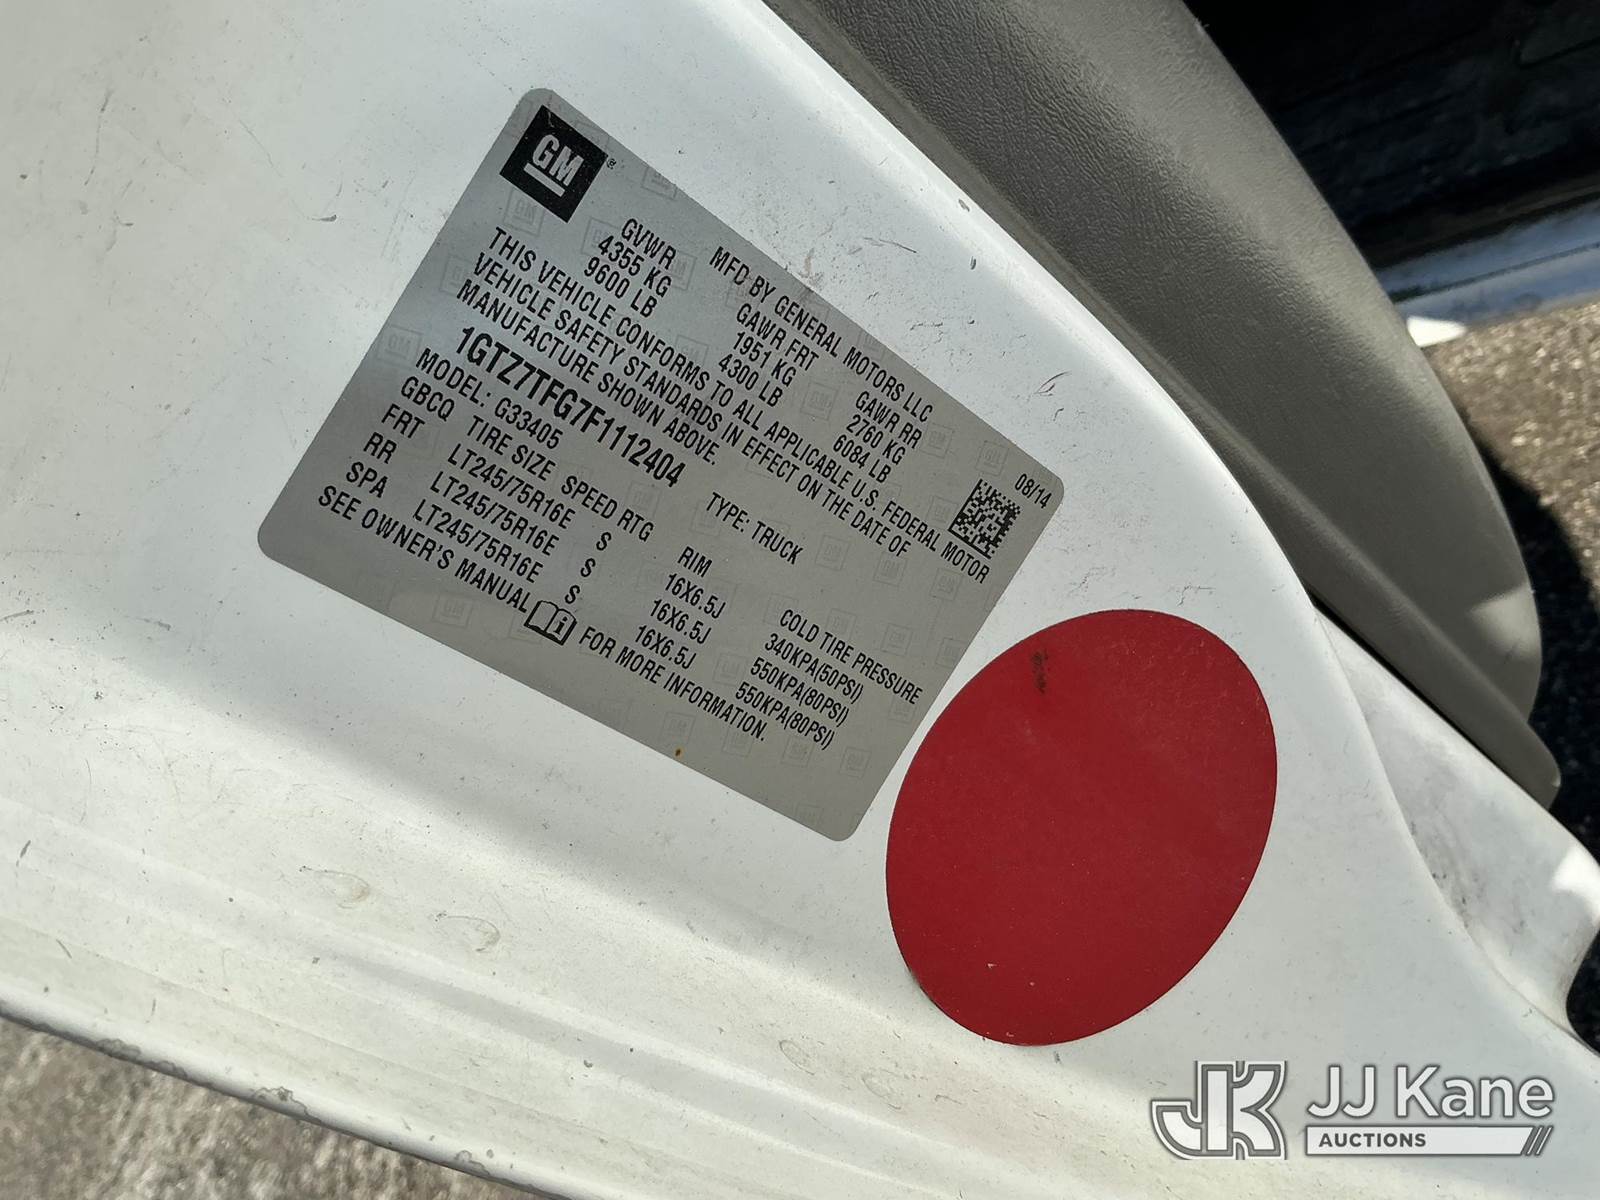 GM®
MFD BY GENERAL MOTORS LLC 08/14
GVWR GAWR FRT GAWR RR
4355 KG 1951 KG 2760 KG
9600 LB 4300 LB 6084 LB
THIS VEHICLE CONFORMS TO ALL APPLICABLE U.S. FEDERAL MOTOR
VEHICLE SAFETY STANDARDS IN EFFECT ON THE DATE OF
MANUFACTURE SHOWN ABOVE.
1GTZ7TFG7F1112404 TYPE: TRUCK
MODEL: G33405
GBCQ TIRE SIZE SPEED RTG RIM COLD TIRE PRESSURE
FRT LT245/75R16E S 16X6.5J 340KPA(50PSI)
RR LT245/75R16E S 16X6.5J 550KPA(80PSI)
SPA LT245/75R16E S 16X6.5J 550KPA(80PSI)
SEE OWNER'S MANUAL i FOR MORE INFORMATION.
JK JJ Kane
AUCTIONS